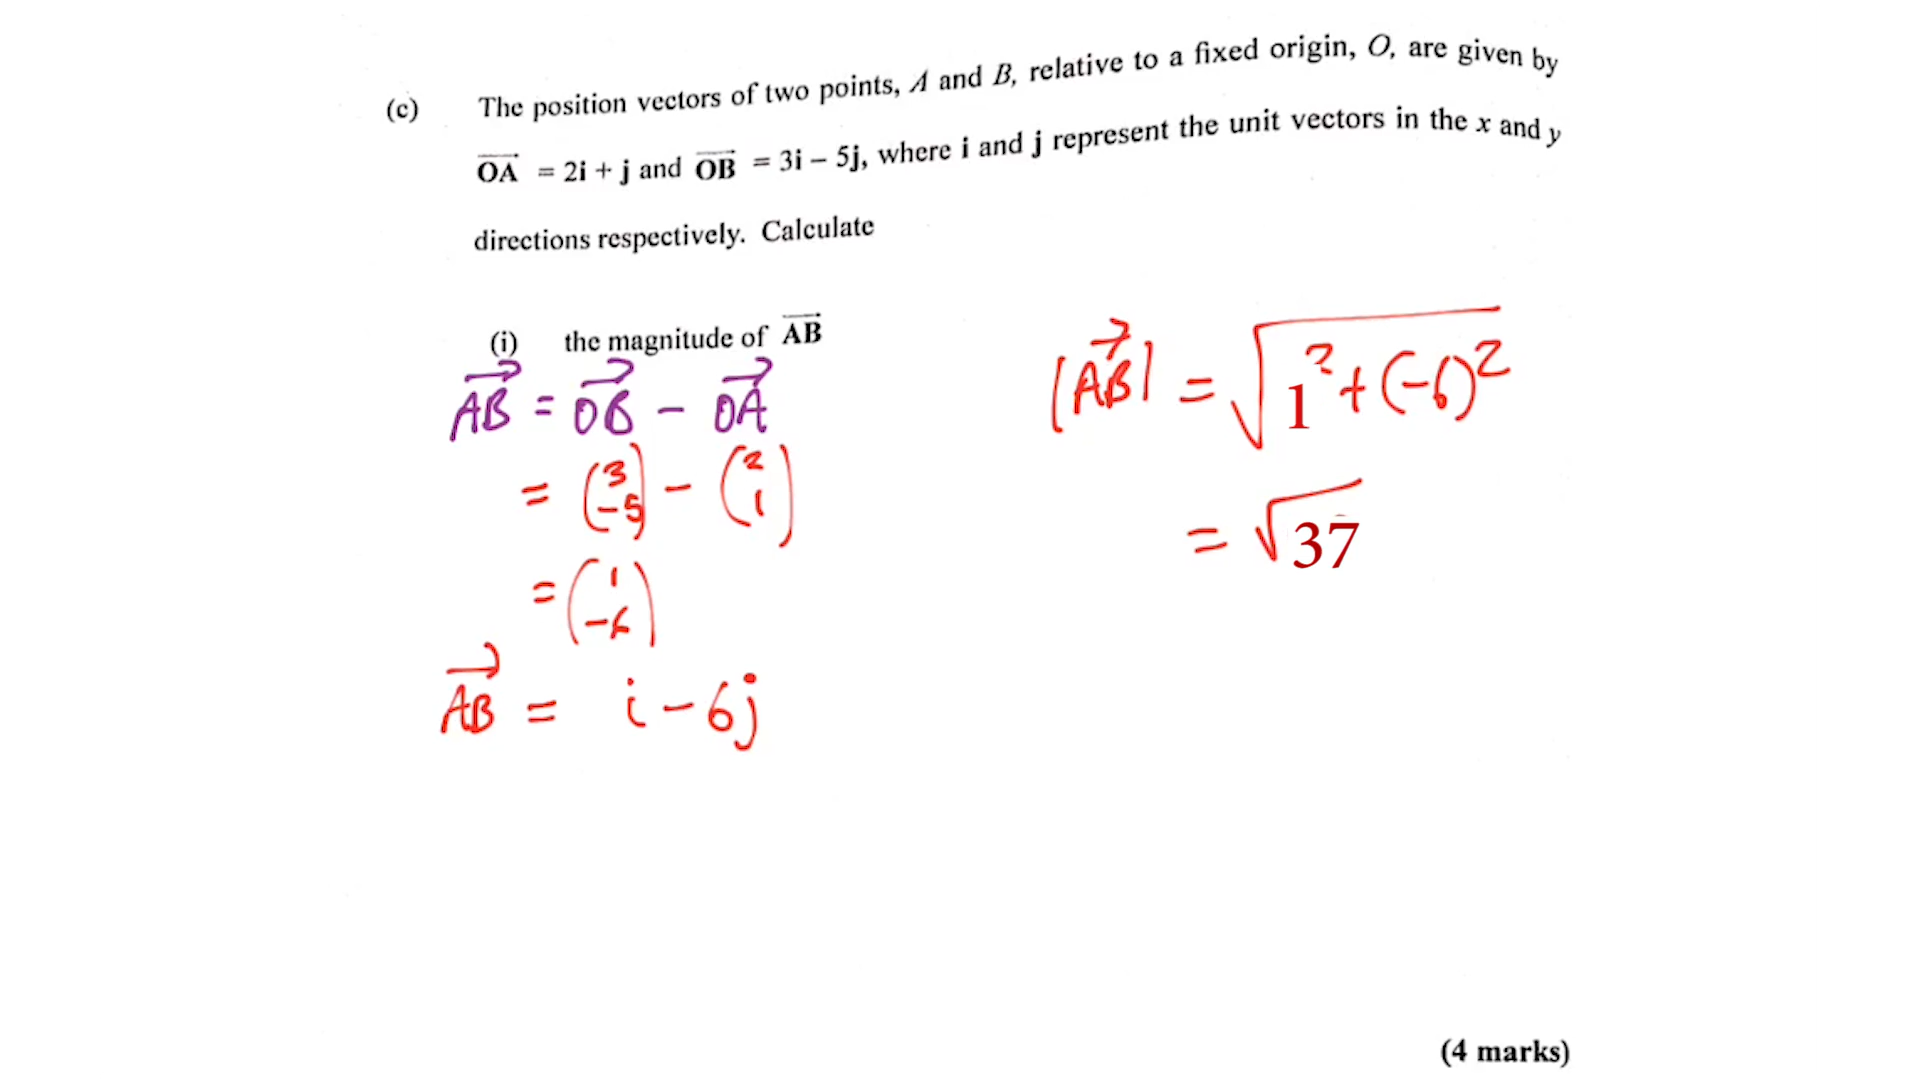 (c) The position vectors of two points, A and B, relative to a fixed origin, O, are given by
OA = 2i + j and OB = 3i – 5j, where i and j represent the unit vectors in the x and y
directions respectively. Calculate
(i) the magnitude of AB
AB = OB - OA
= (3 -5) - (2 1)
= (1 -6)
AB = i - 6j
|AB| = √1² + (-6)²
= √37
(4 marks)